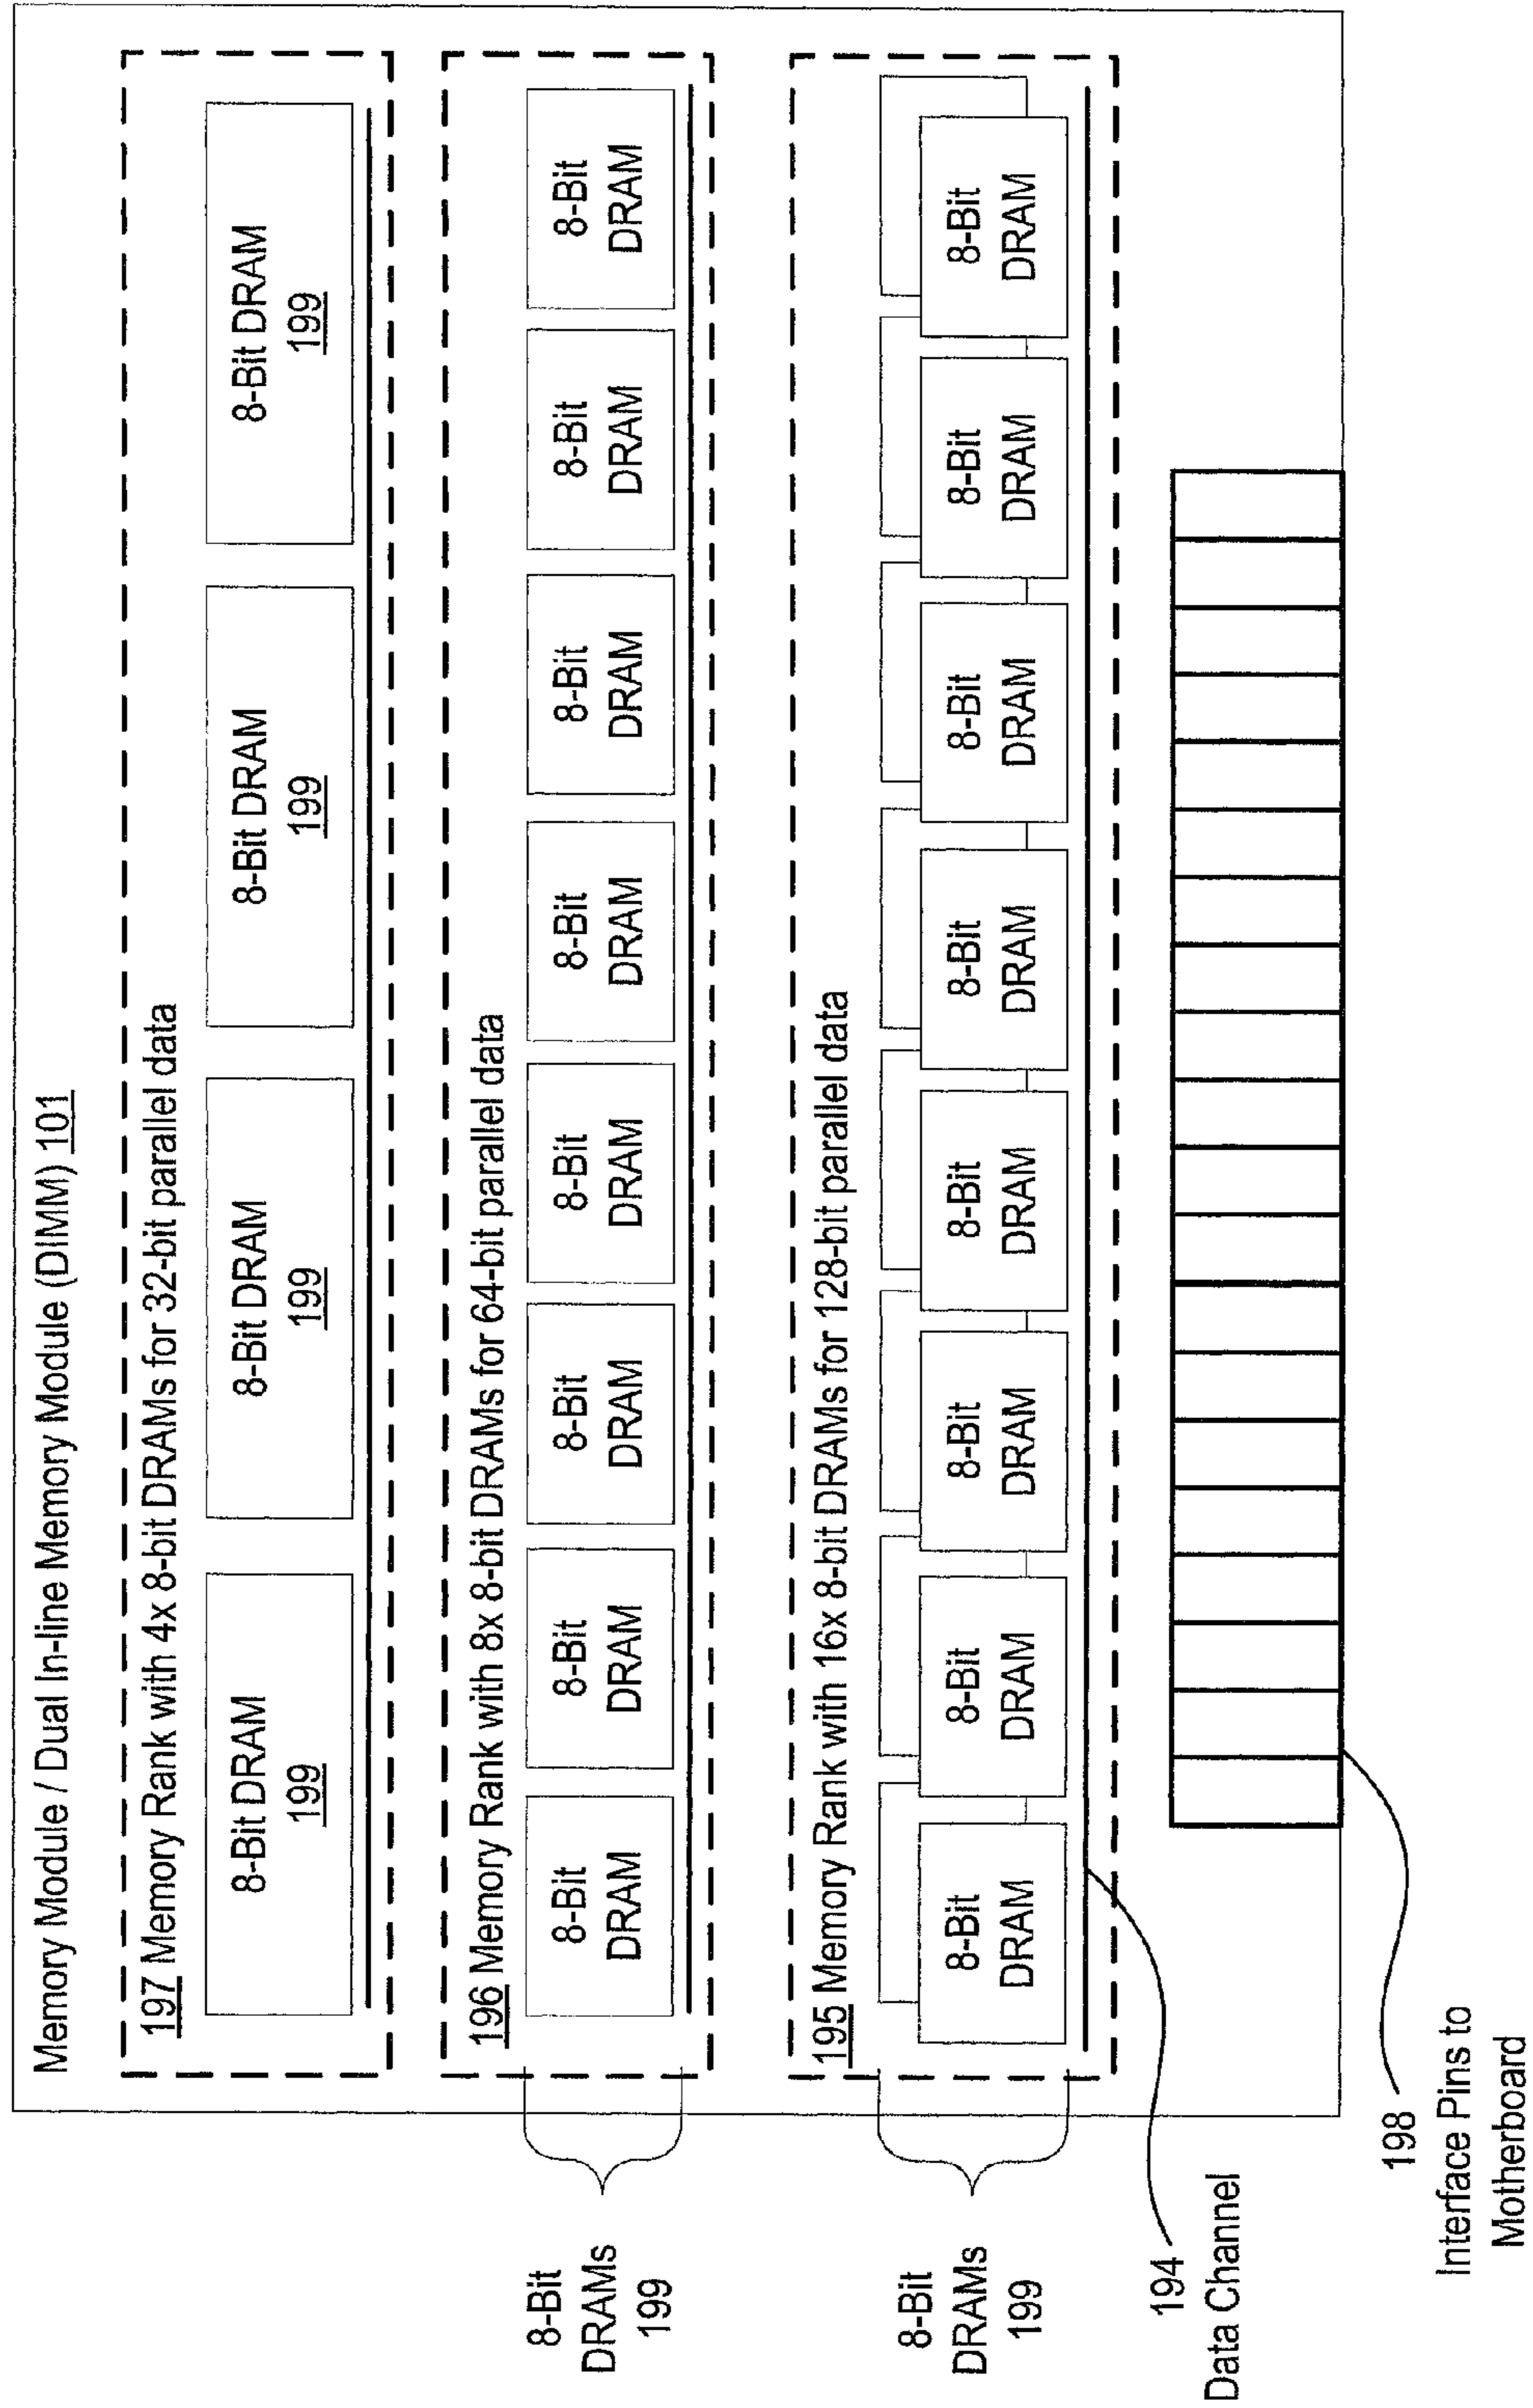 Memory Module / Dual In-line Memory Module (DIMM) 101
197 Memory Rank with 4x 8-bit DRAMs for 32-bit parallel data
8-Bit DRAM
199
8-Bit DRAM
199
8-Bit DRAM
199
8-Bit DRAM
199
196 Memory Rank with 8x 8-bit DRAMs for 64-bit parallel data
8-Bit
DRAMs
199
8-Bit
DRAM
8-Bit
DRAM
8-Bit
DRAM
8-Bit
DRAM
8-Bit
DRAM
8-Bit
DRAM
8-Bit
DRAM
8-Bit
DRAM
195 Memory Rank with 16x 8-bit DRAMs for 128-bit parallel data
8-Bit
DRAMs
199
8-Bit
DRAM
8-Bit
DRAM
8-Bit
DRAM
8-Bit
DRAM
8-Bit
DRAM
8-Bit
DRAM
8-Bit
DRAM
8-Bit
DRAM
194
Data Channel
198
Interface Pins to
Motherboard